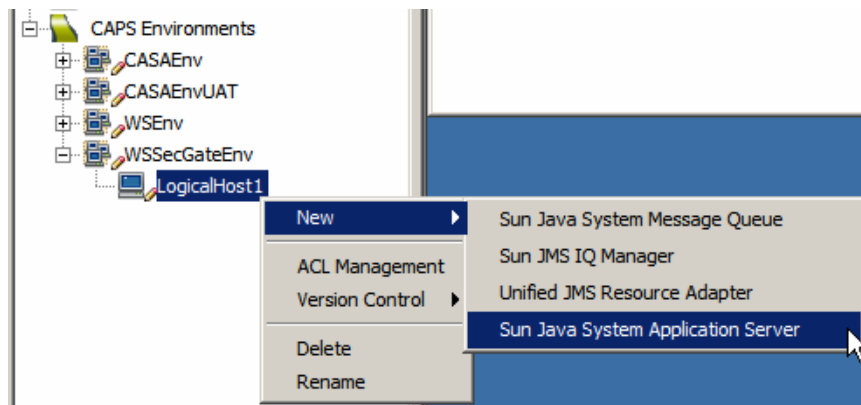 CAPS Environments
CASAEnv
CASAEnvUAT
WSEnv
WSSecGateEnv
LogicalHost1
New
ACL Management
Version Control
Delete
Rename
Sun Java System Message Queue
Sun JMS IQ Manager
Unified JMS Resource Adapter
Sun Java System Application Server